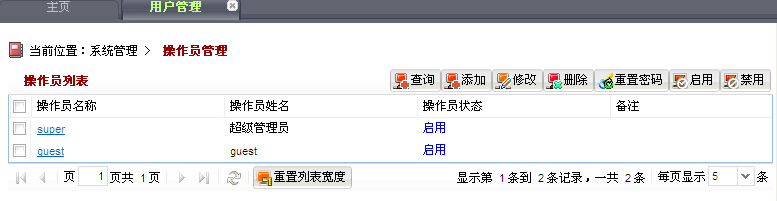 主页 用户管理
当前位置：系统管理 > 操作员管理
操作员列表 查询 添加 修改 删除 重置密码 启用 禁用
操作员名称 操作员姓名 操作员状态 备注
super 超级管理员 启用
guest guest 启用
页 1 页共 1 页 重置列表宽度 显示第 1 条到 2 条记录，一共 2 条 每页显示 5 条